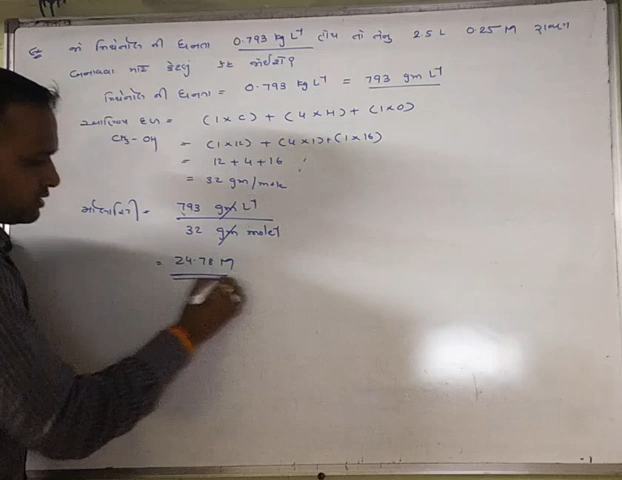 જો મિથેનોલ ની ઘનતા 0.793 kg L⁻¹ હોય તો તેનુ 2.5 L 0.25 M દ્રાવણ
બનાવવા માટે કેટલું કદ જોઈશે?
મિથેનોલ ની ઘનતા = 0.793 kg L⁻¹ = 793 gm L⁻¹
દળ = (1 x C) + (4 x H) + (1 x O)
CH₃-OH = (1 x 12) + (4 x 1) + (1 x 16)
= 12 + 4 + 16
= 32 gm/mole
મોલારિટી = 793 gm L⁻¹
32 gm mole⁻¹
= 24.78 M